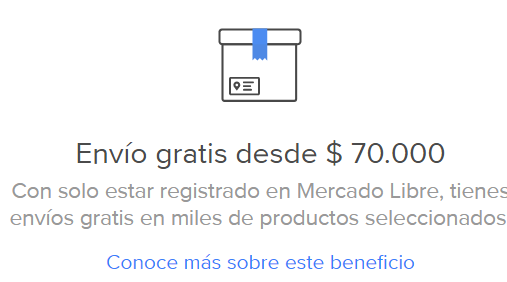 Envío gratis desde $ 70.000
Con solo estar registrado en Mercado Libre, tienes
envíos gratis en miles de productos seleccionados
Conoce más sobre este beneficio